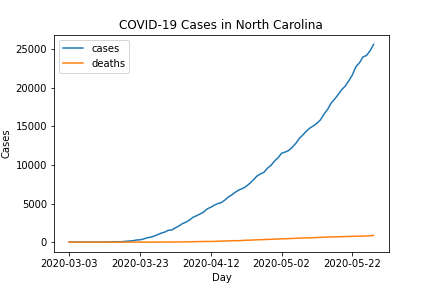 COVID-19 Cases in North Carolina
cases
deaths
25000
20000
15000
10000
5000
0
Cases
2020-03-03 2020-03-23 2020-04-12 2020-05-02 2020-05-22
Day